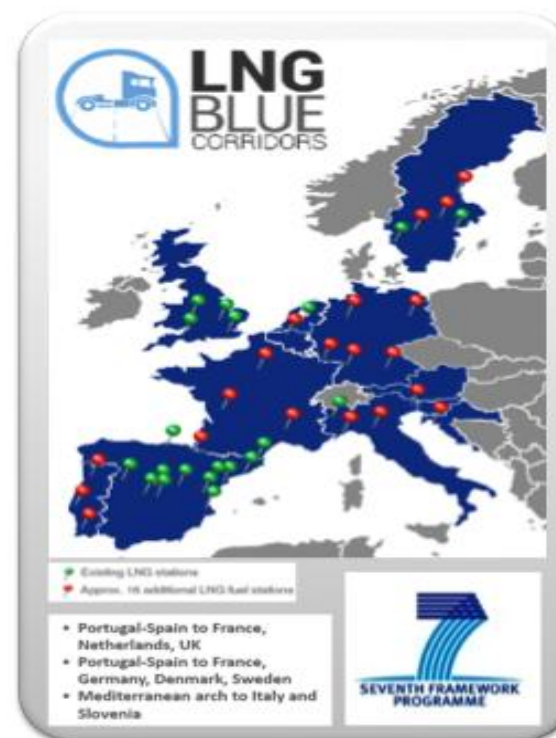 LNG
BLUE
CORRIDORS
Existing LNG stations
Approx. 16 additional LNG fuel stations
• Portugal-Spain to France,
Netherlands, UK
• Portugal-Spain to France,
Germany, Denmark, Sweden
• Mediterranean arch to Italy and
Slovenia
7
SEVENTH FRAMEWORK
PROGRAMME